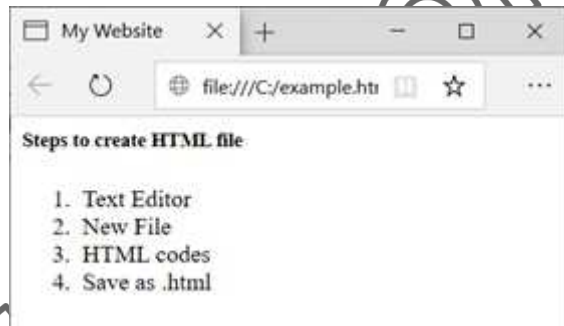 My Website
file:///C:/example.ht
Steps to create HTML file
1. Text Editor
2. New File
3. HTML codes
4. Save as .html